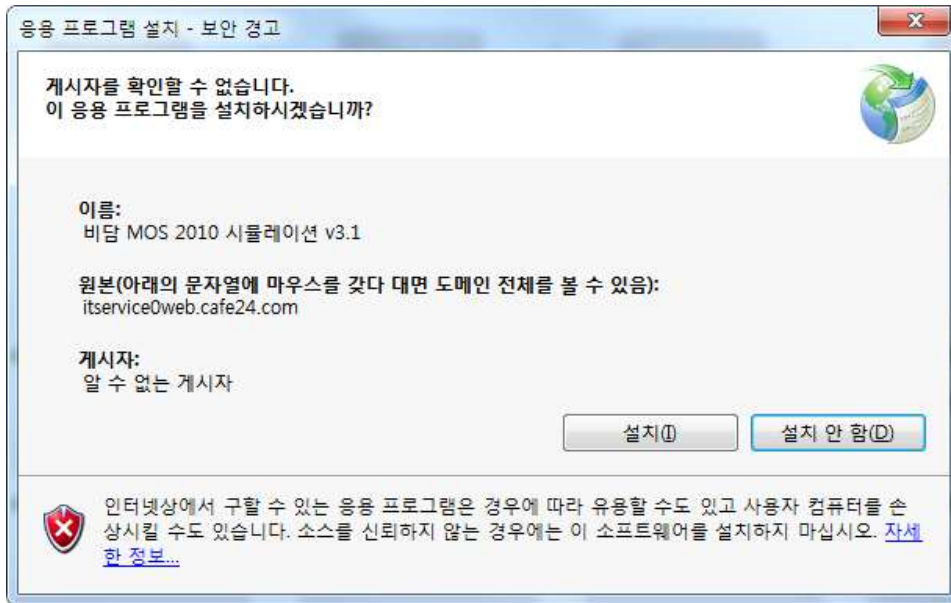 응용 프로그램 설치 - 보안 경고
게시자를 확인할 수 없습니다.
이 응용 프로그램을 설치하시겠습니까?
이름:
비담 MOS 2010 시뮬레이션 v3.1
원본(아래의 문자열에 마우스를 갖다 대면 도메인 전체를 볼 수 있음):
itservice0web.cafe24.com
게시자:
알 수 없는 게시자
설치(I) 설치 안 함(D)
인터넷상에서 구할 수 있는 응용 프로그램은 경우에 따라 유용할 수도 있고 사용자 컴퓨터를 손
상시킬 수도 있습니다. 소스를 신뢰하지 않는 경우에는 이 소프트웨어를 설치하지 마십시오. 자세
한 정보...